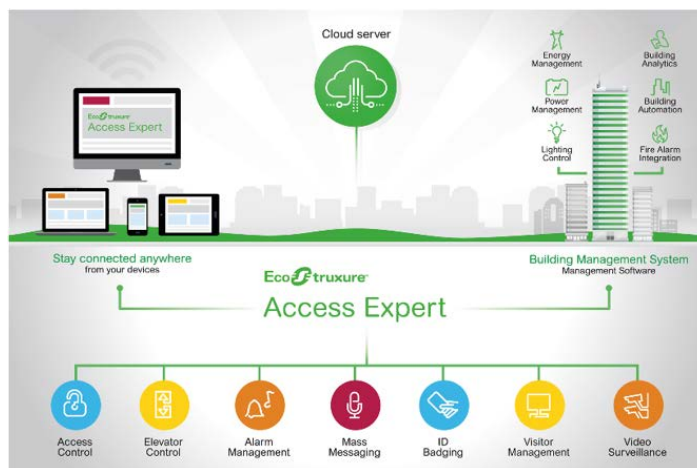 Cloud server
Energy
Management
Building
Analytics
Power
Management
Building
Automation
Lighting
Control
Fire Alarm
Integration
EcoStruxure™
Access Expert
Stay connected anywhere
from your devices
Building Management System
Management Software
EcoStruxure™
Access Expert
Access
Control
Elevator
Control
Alarm
Management
Mass
Messaging
ID
Badging
Visitor
Management
Video
Surveillance